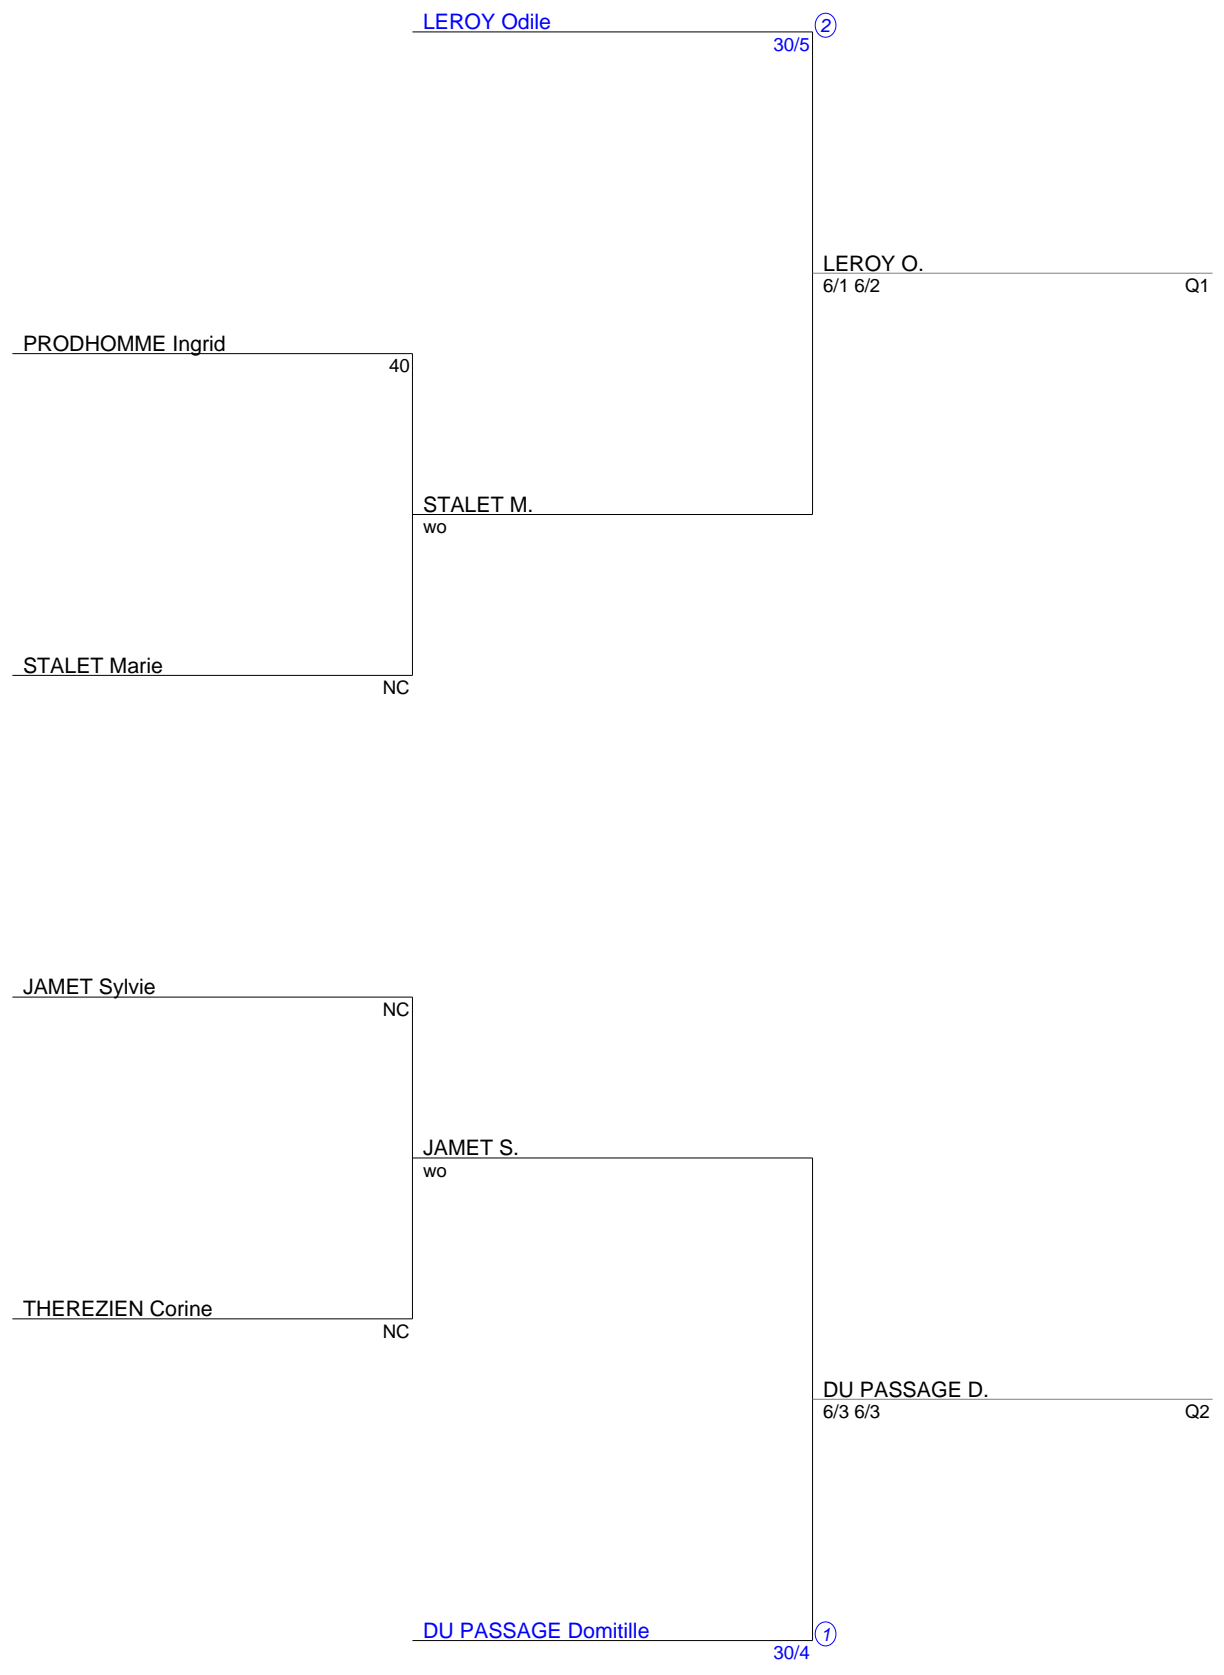 LEROY Odile
2
30/5
LEROY O.
6/1 6/2
Q1
PRODHOMME Ingrid
40
STALET M.
wo
STALET Marie
NC
JAMET Sylvie
NC
JAMET S.
wo
THEREZIEN Corine
NC
DU PASSAGE D.
6/3 6/3
Q2
DU PASSAGE Domitille
1
30/4